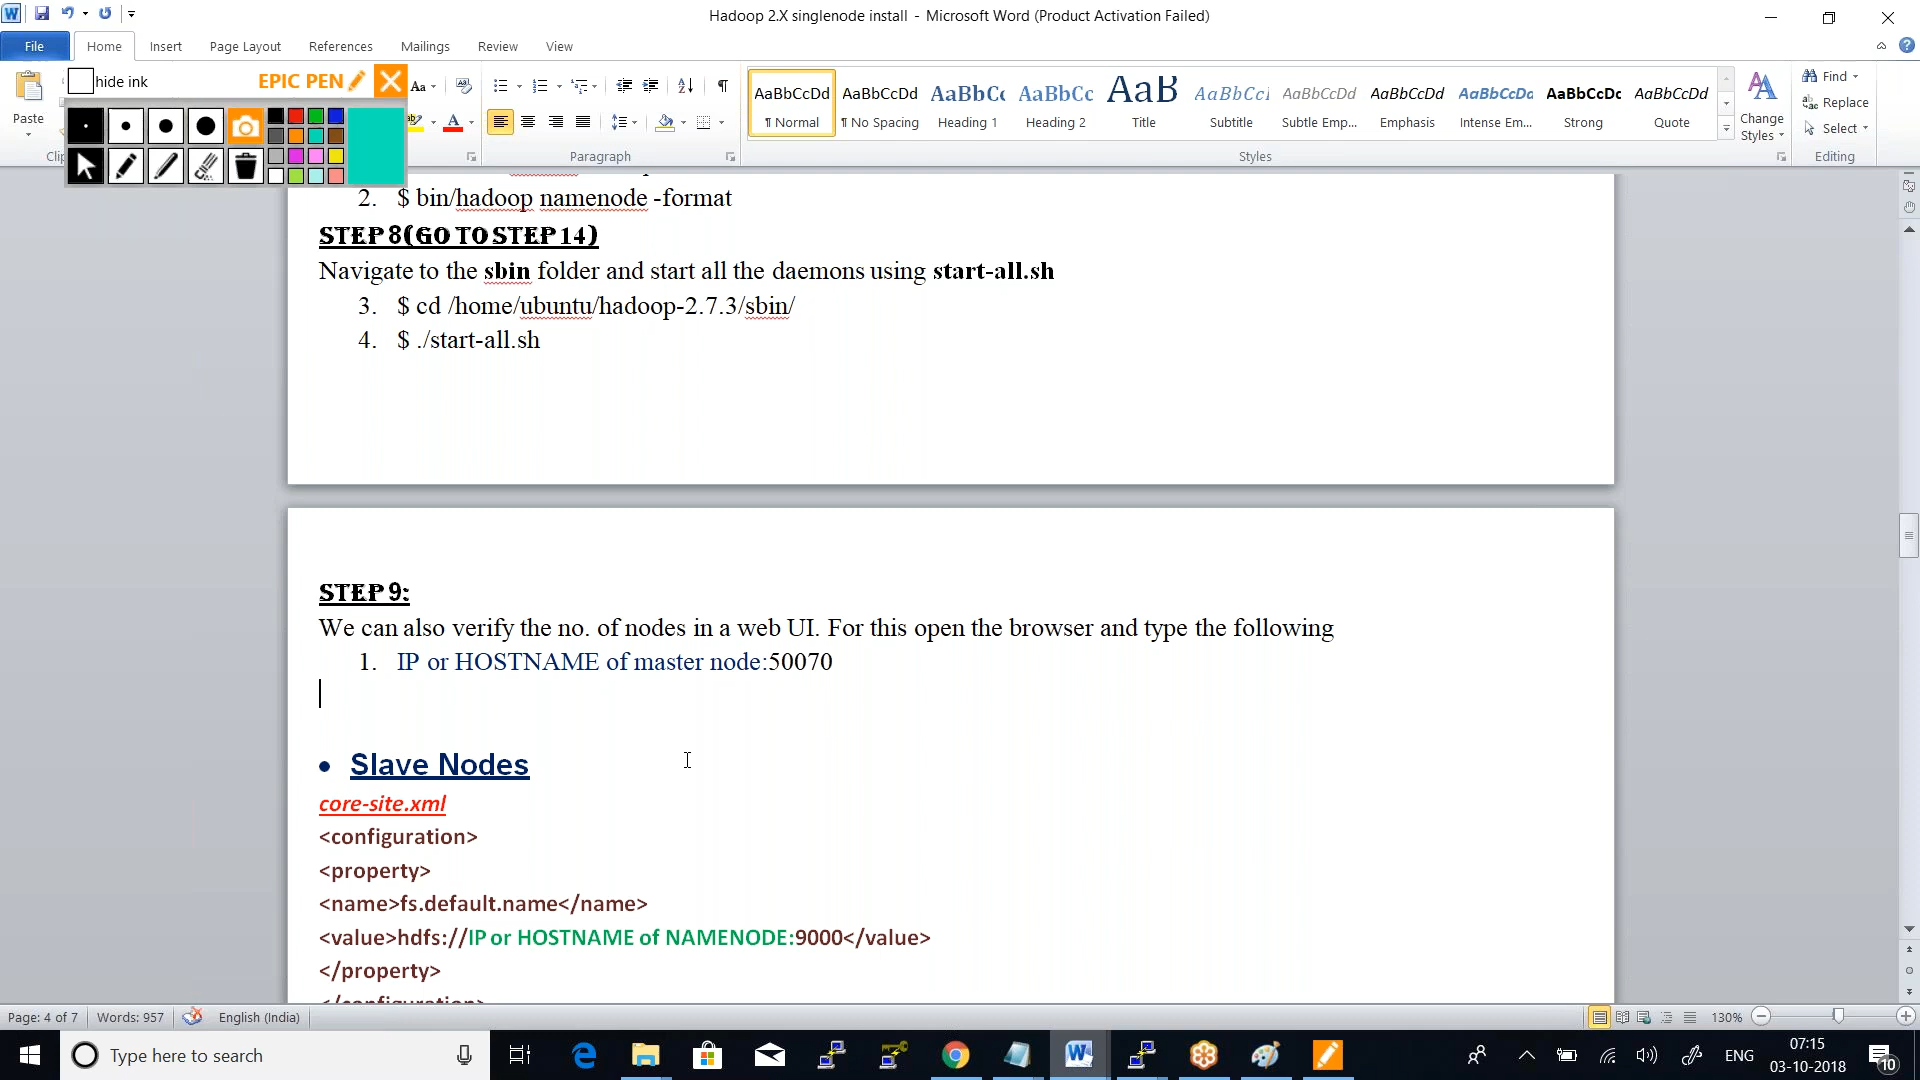 Hadoop 2.X singlenode install - Microsoft Word (Product Activation Failed)
File Home Insert Page Layout References Mailings Review View
hide ink EPIC PEN
Paste
Aa
AaBbCcDd AaBbCcDd AaBbCc AaBbCc AaB AaBbCcI AaBbCcDd AaBbCcDd AaBbCcDd AaBbCcDc AaBbCcDd
¶ Normal ¶ No Spacing Heading 1 Heading 2 Title Subtitle Subtle Emp... Emphasis Intense Em... Strong Quote
Change Styles
Find
Replace
Select
Paragraph Styles Editing
2. $ bin/hadoop namenode -format
STEP 8(GO TO STEP 14)
Navigate to the sbin folder and start all the daemons using start-all.sh
3. $ cd /home/ubuntu/hadoop-2.7.3/sbin/
4. $ ./start-all.sh
STEP 9:
We can also verify the no. of nodes in a web UI. For this open the browser and type the following
1. IP or HOSTNAME of master node:50070
• Slave Nodes
core-site.xml
<configuration>
<property>
<name>fs.default.name</name>
<value>hdfs://IP or HOSTNAME of NAMENODE:9000</value>
</property>
</configuration>
Page: 4 of 7 Words: 957 English (India) 130%
Type here to search
ENG
07:15
03-10-2018
10